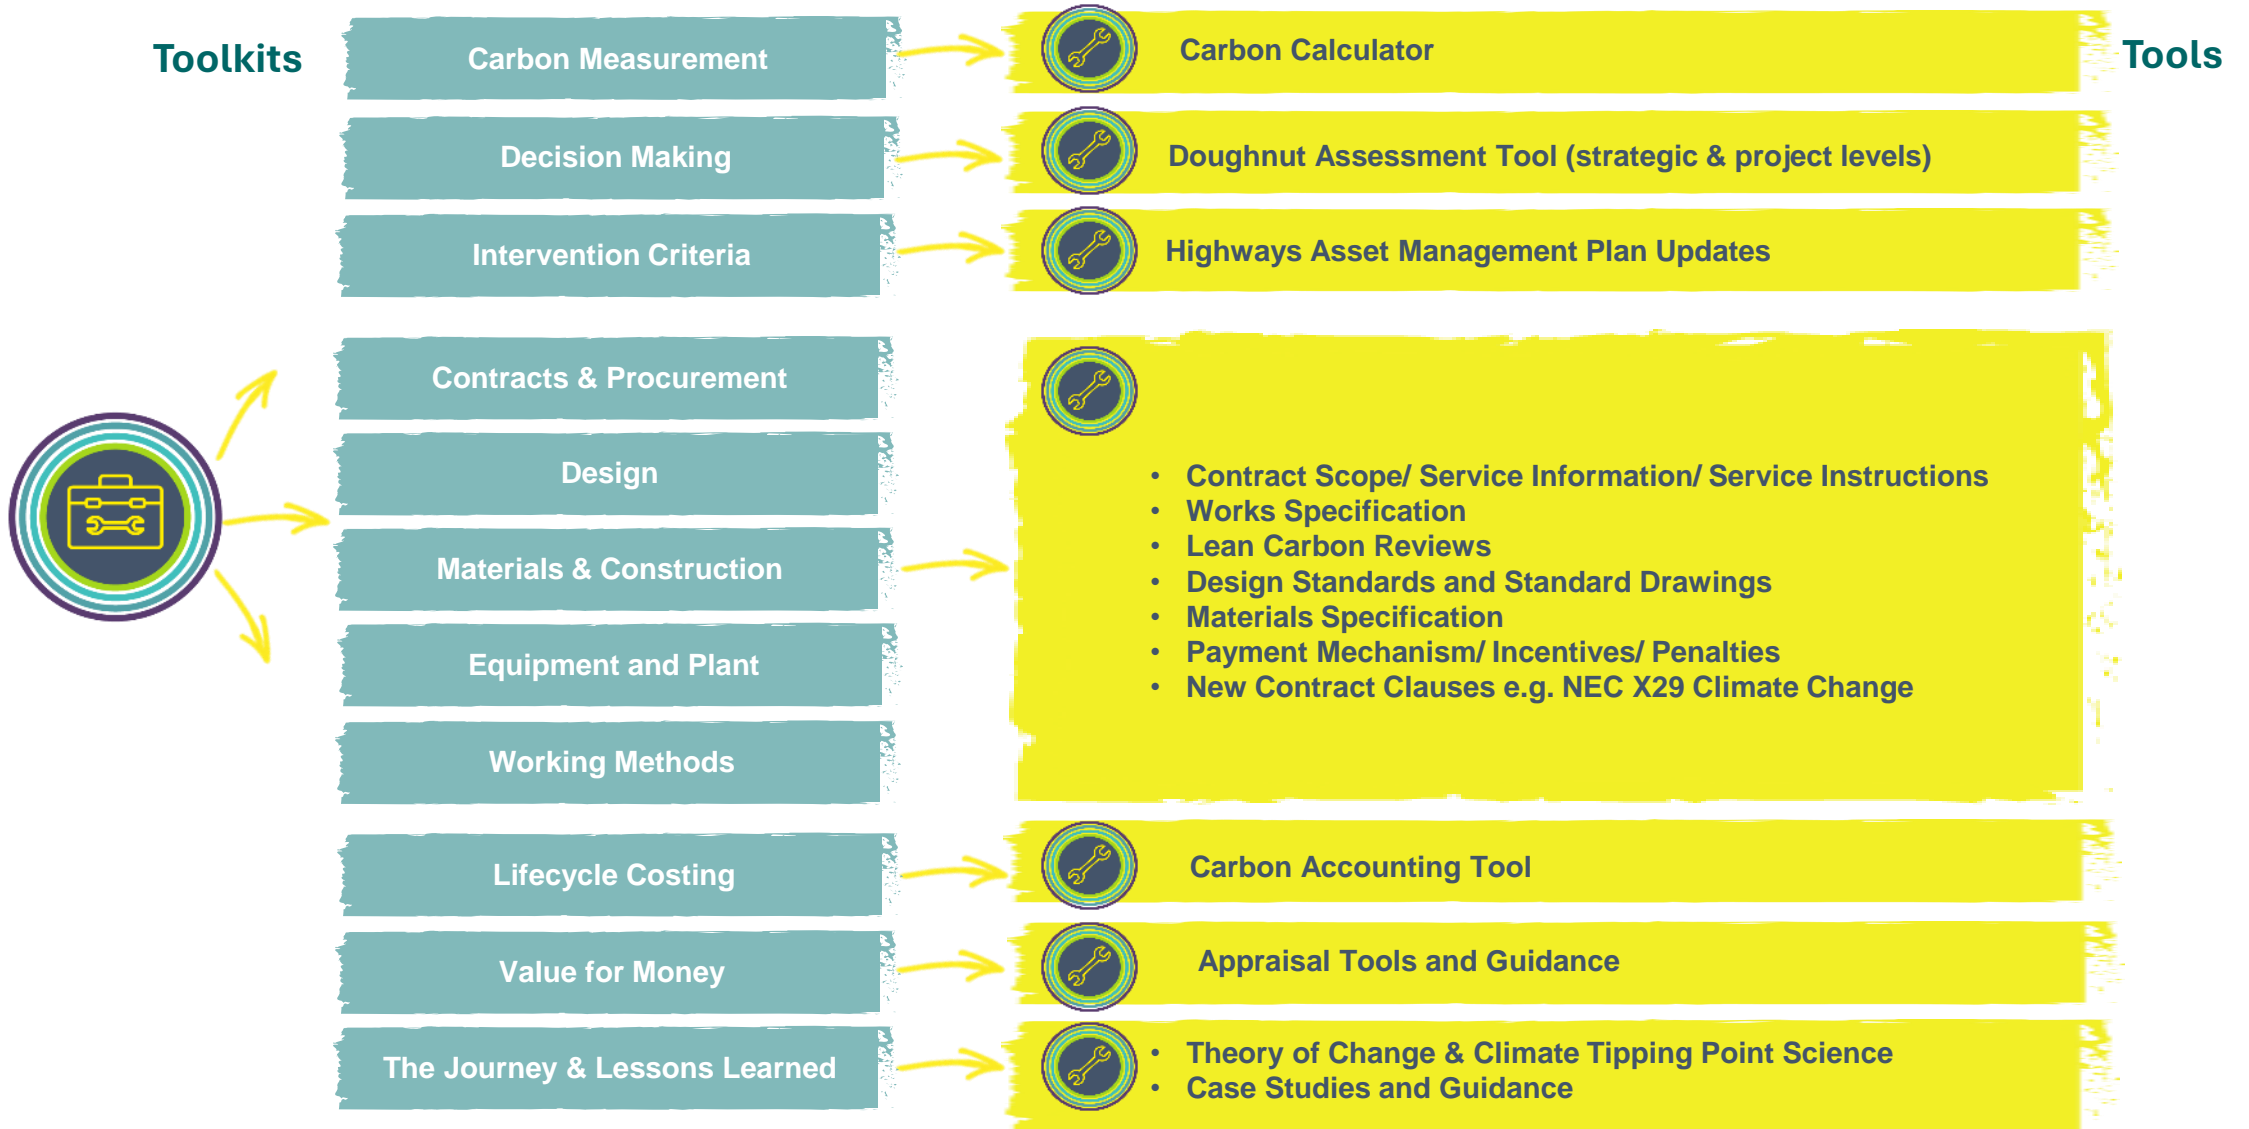 Toolkits
Tools
Carbon Measurement
Carbon Calculator
Decision Making
Doughnut Assessment Tool (strategic & project levels)
Intervention Criteria
Highways Asset Management Plan Updates
Contracts & Procurement
Design
Materials & Construction
Equipment and Plant
Working Methods
• Contract Scope/ Service Information/ Service Instructions
• Works Specification
• Lean Carbon Reviews
• Design Standards and Standard Drawings
• Materials Specification
• Payment Mechanism/ Incentives/ Penalties
• New Contract Clauses e.g. NEC X29 Climate Change
Lifecycle Costing
Carbon Accounting Tool
Value for Money
Appraisal Tools and Guidance
The Journey & Lessons Learned
• Theory of Change & Climate Tipping Point Science
• Case Studies and Guidance